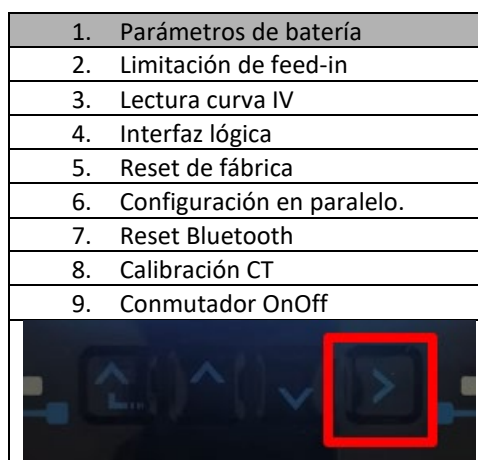 1. Parámetros de batería
2. Limitación de feed-in
3. Lectura curva IV
4. Interfaz lógica
5. Reset de fábrica
6. Configuración en paralelo.
7. Reset Bluetooth
8. Calibración CT
9. Conmutador OnOff